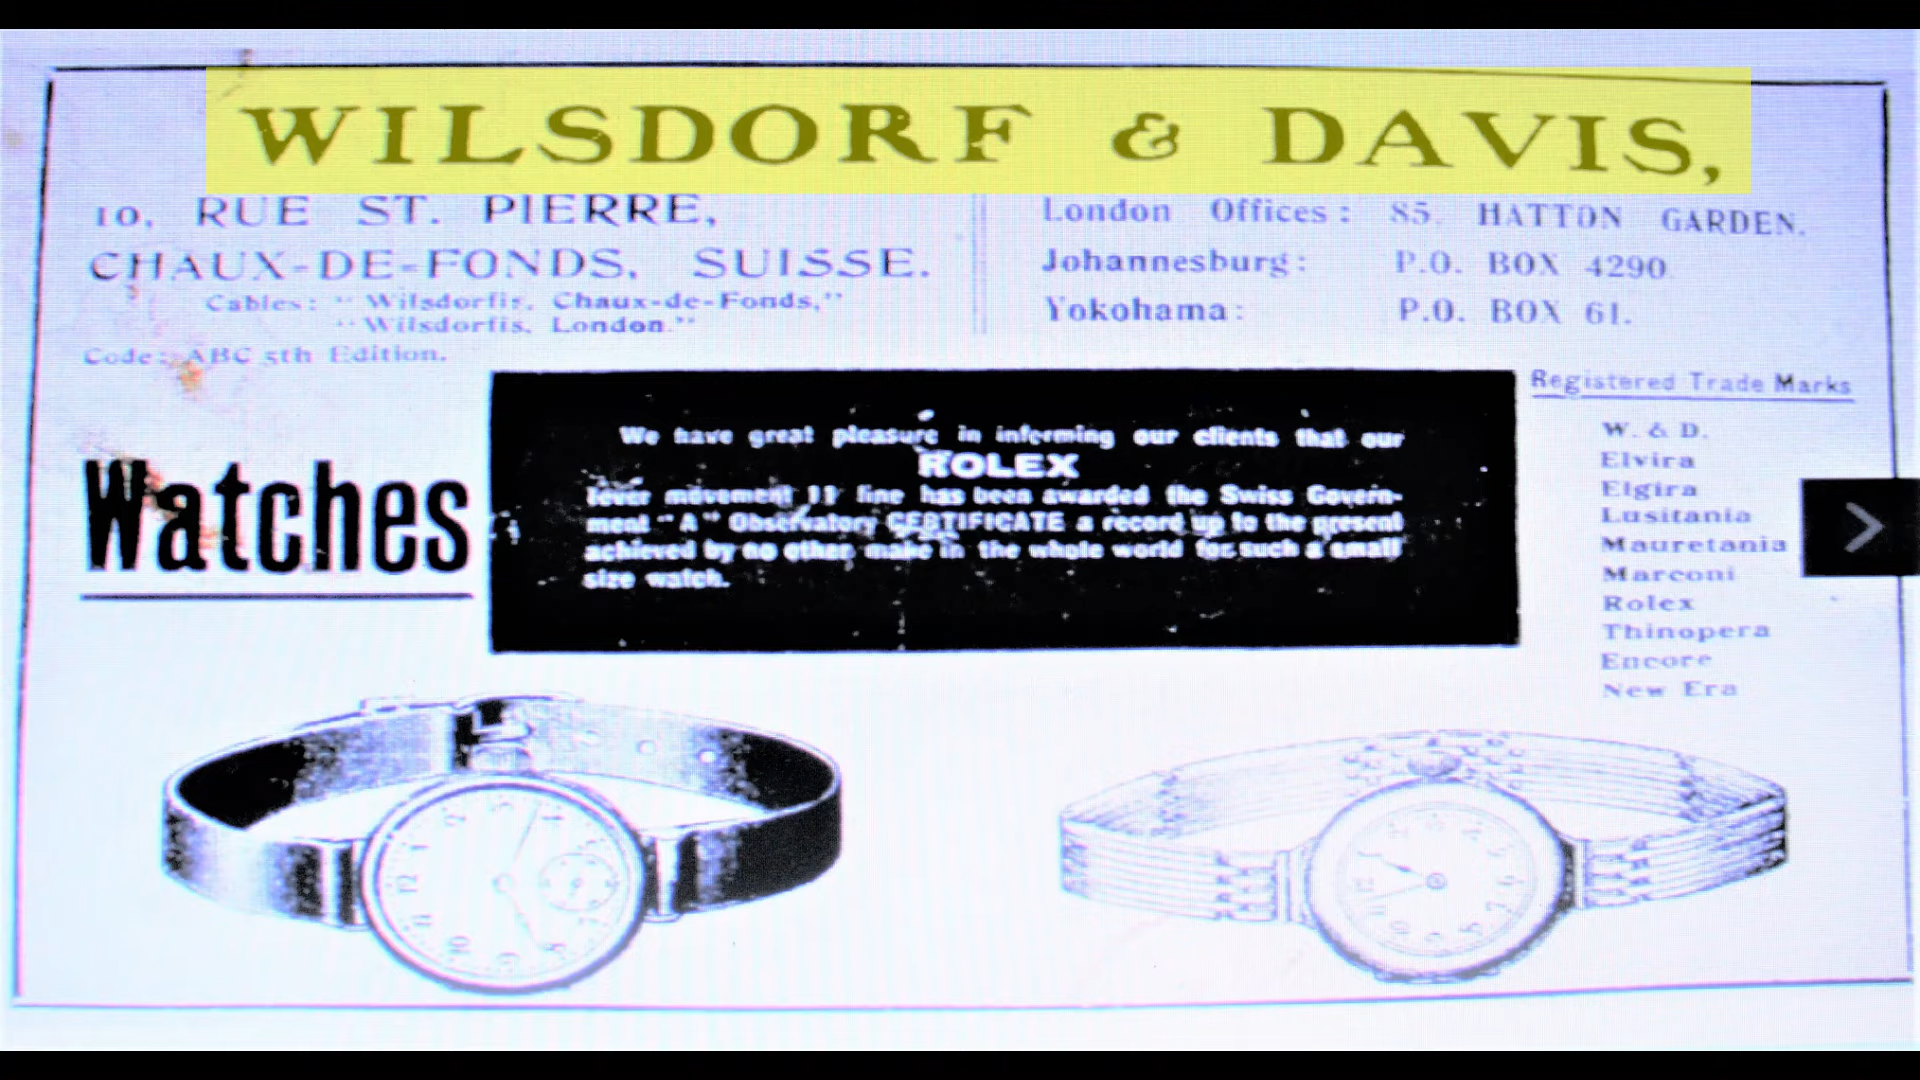 WILSDORF & DAVIS,
10, RUE ST. PIERRE,
CHAUX-DE-FONDS, SUISSE.
Cables: "Wilsdorfis, Chaux-de-Fonds,"
"Wilsdorfis, London."
Code: ABC 5th Edition.
London Offices: 85, HATTON GARDEN.
Johannesburg: P.O. BOX 4290
Yokohama: P.O. BOX 61.
Watches
We have great pleasure in informing our clients that our
ROLEX
lever movement 11 line has been awarded the Swiss Govern-
ment "A" Observatory CERTIFICATE a record up to the present
achieved by no other make in the whole world for such a small
size watch.
Registered Trade Marks
W. & D.
Elvira
Elgira
Lusitania
Mauretania
Marconi
Rolex
Thinopera
Encore
New Era